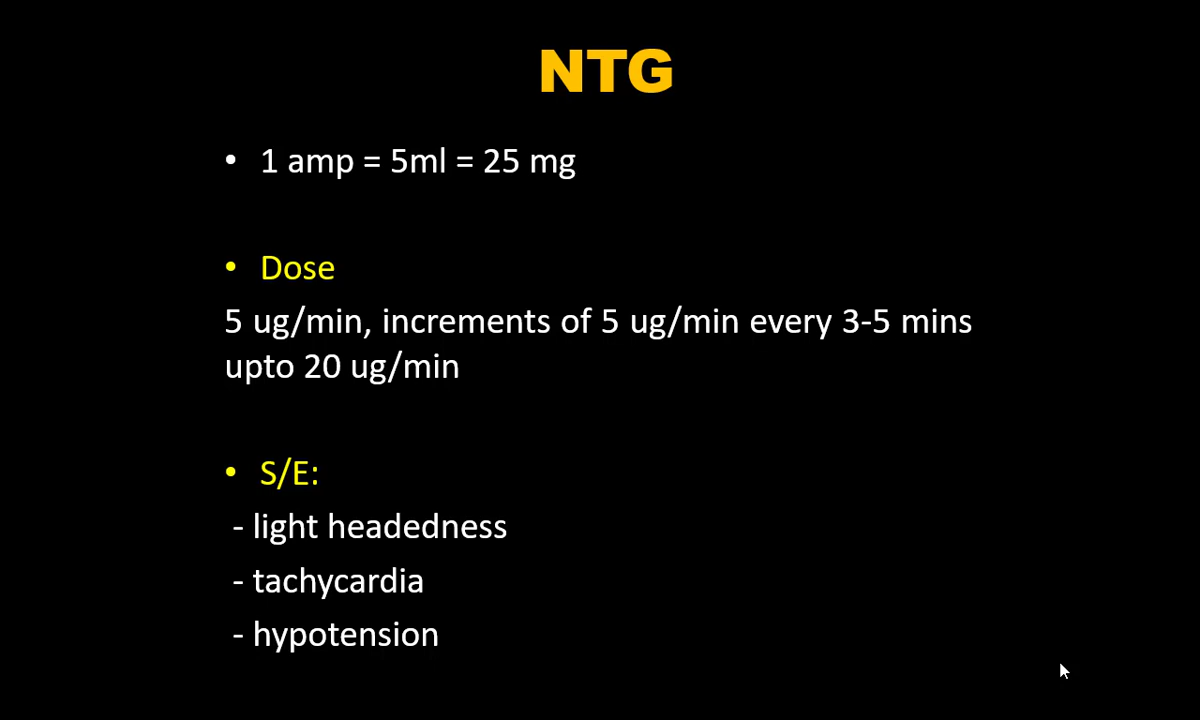 NTG
• 1 amp = 5ml = 25 mg
• Dose
5 ug/min, increments of 5 ug/min every 3-5 mins
upto 20 ug/min
• S/E:
- light headedness
- tachycardia
- hypotension